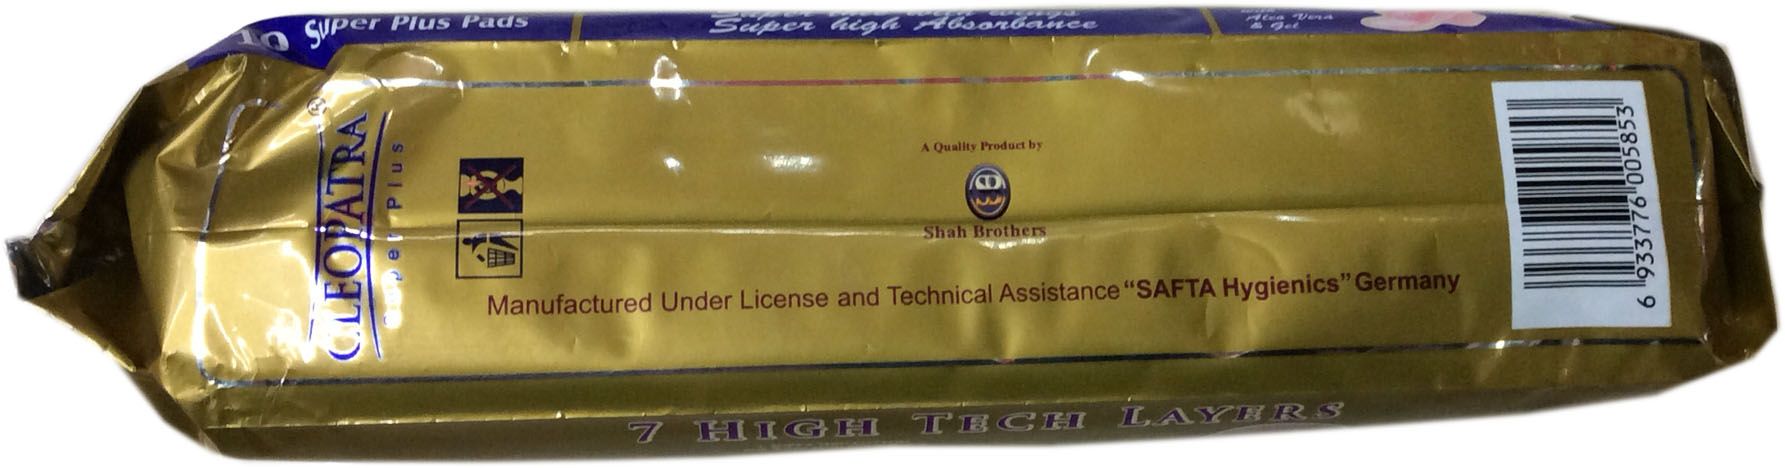 10 Super Plus Pads
Super high Absorbance
Aloe Vera
& Gel
CLEOPATRA®
Super Plus
A Quality Product by
Shah Brothers
Manufactured Under License and Technical Assistance “SAFTA Hygienics” Germany
6 933776 005853
7 HIGH TECH LAYERS